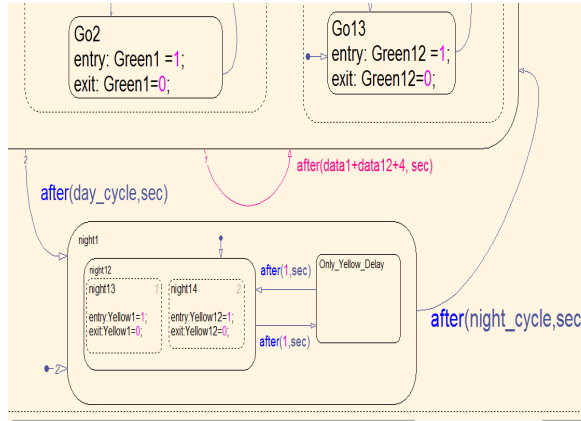 Go2
entry: Green1 =1;
exit: Green1=0;
Go13
entry: Green12 =1;
exit: Green12=0;
2
1
after(data1+data12+4, sec)
after(day_cycle,sec)
night1
night12
night13 1
entry:Yellow1=1;
exit:Yellow1=0;
night14 2
entry:Yellow12=1;
exit:Yellow12=0;
after(1,sec)
after(1,sec)
Only_Yellow_Delay
after(night_cycle,sec
2